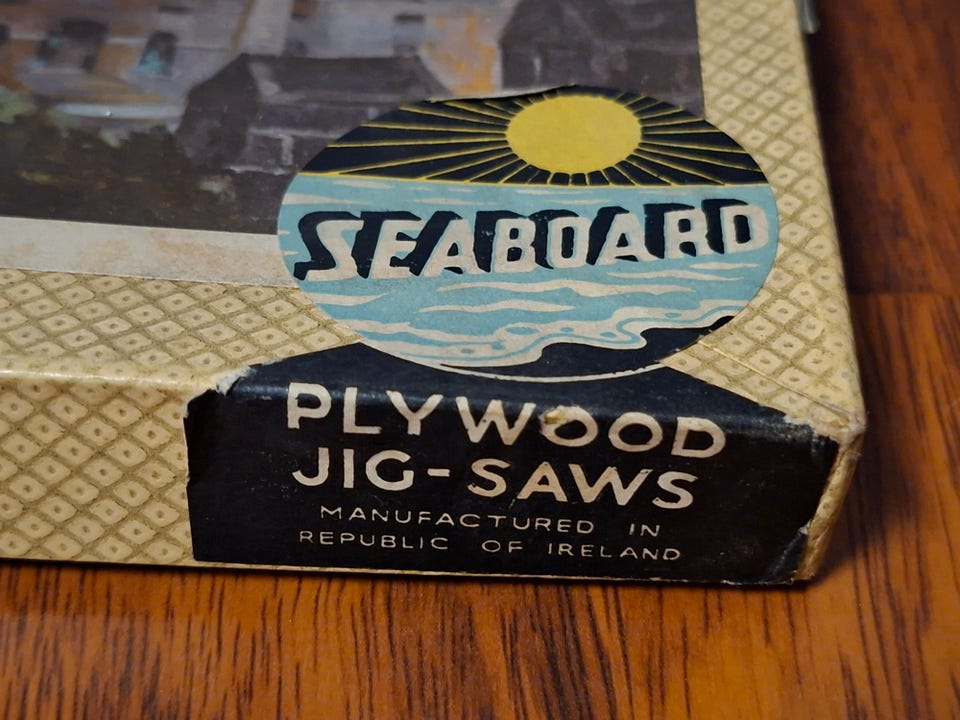 SEABOARD
PLYWOOD
JIG-SAWS
MANUFACTURED IN
REPUBLIC OF IRELAND